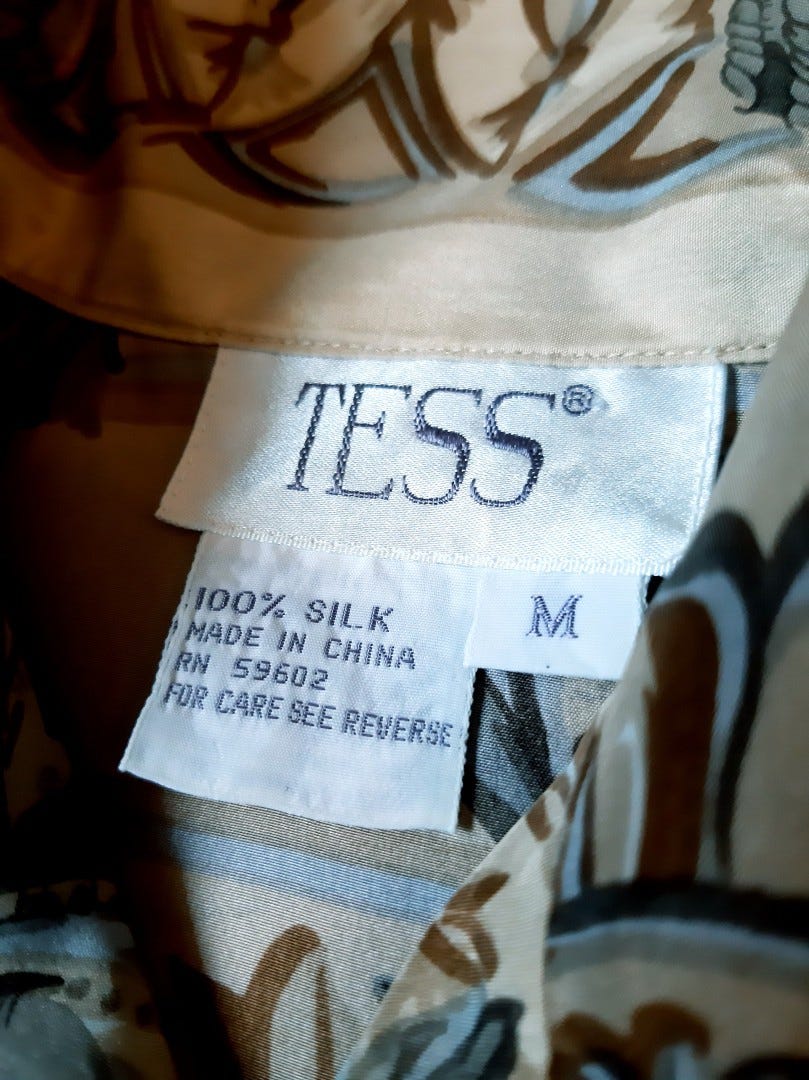 TESS®
100% SILK
MADE IN CHINA
RN 59602
FOR CARE SEE REVERSE
M